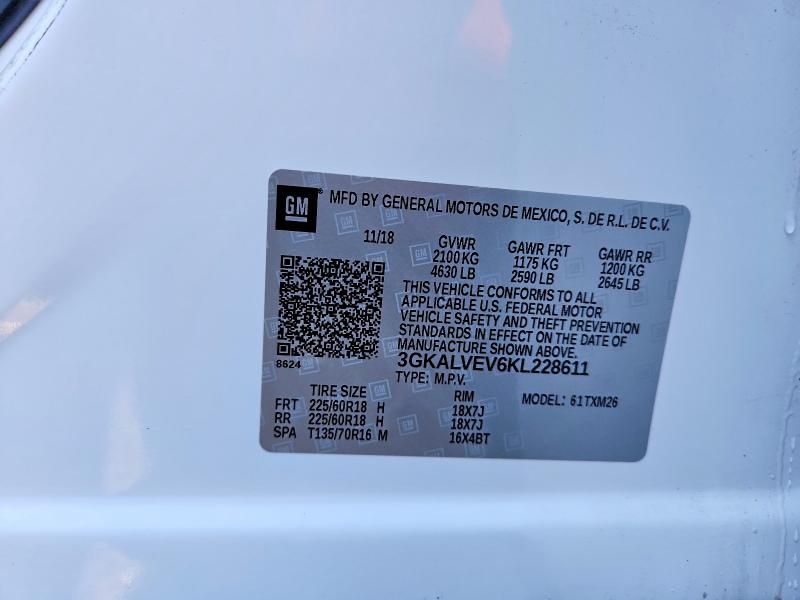 GM ® MFD BY GENERAL MOTORS DE MEXICO, S. DE R.L. DE C.V.
11/18 GVWR GAWR FRT GAWR RR
2100 KG 1175 KG 1200 KG
4630 LB 2590 LB 2645 LB
THIS VEHICLE CONFORMS TO ALL
APPLICABLE U.S. FEDERAL MOTOR
VEHICLE SAFETY AND THEFT PREVENTION
STANDARDS IN EFFECT ON THE DATE OF
MANUFACTURE SHOWN ABOVE.
8624 3GKALVEV6KL228611
TYPE: M.P.V.
TIRE SIZE RIM MODEL: 61TXM26
FRT 225/60R18 H 18X7J
RR 225/60R18 H 18X7J
SPA T135/70R16 M 16X4BT